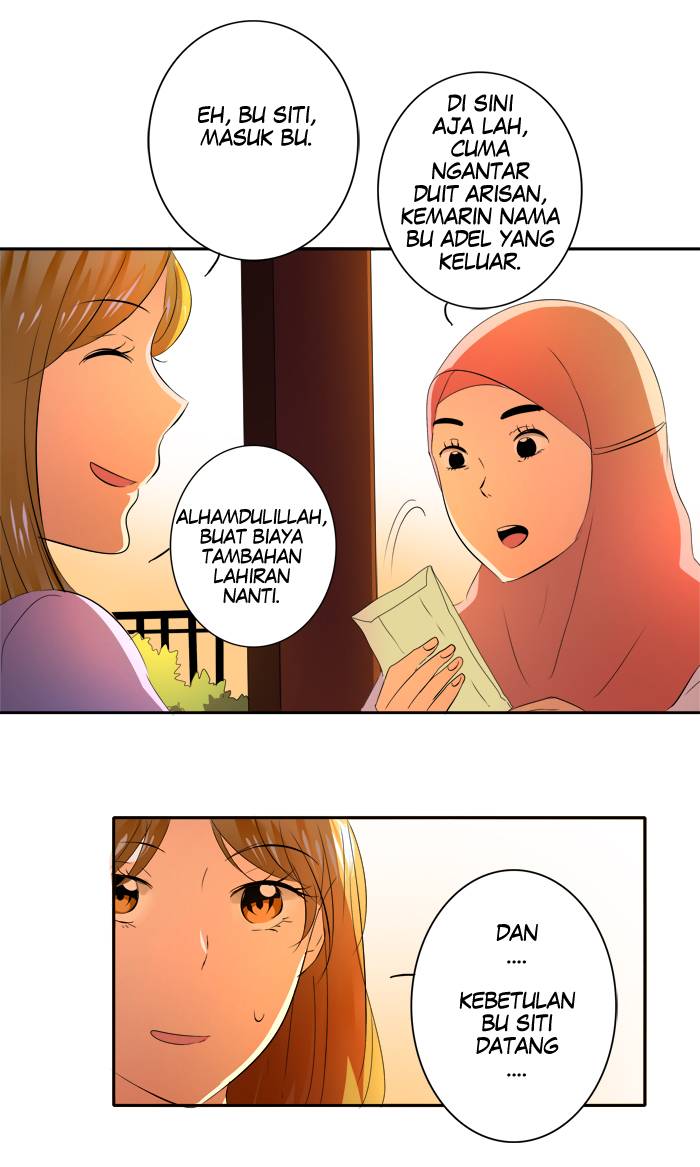 EH, BU SITI,
MASUK BU.
DI SINI
AJA LAH,
CUMA
NGANTAR
DUIT ARISAN,
KEMARIN NAMA
BU ADEL YANG
KELUAR.
ALHAMDULILLAH,
BUAT BIAYA
TAMBAHAN
LAHIRAN
NANTI.
DAN
....
KEBETULAN
BU SITI
DATANG
....